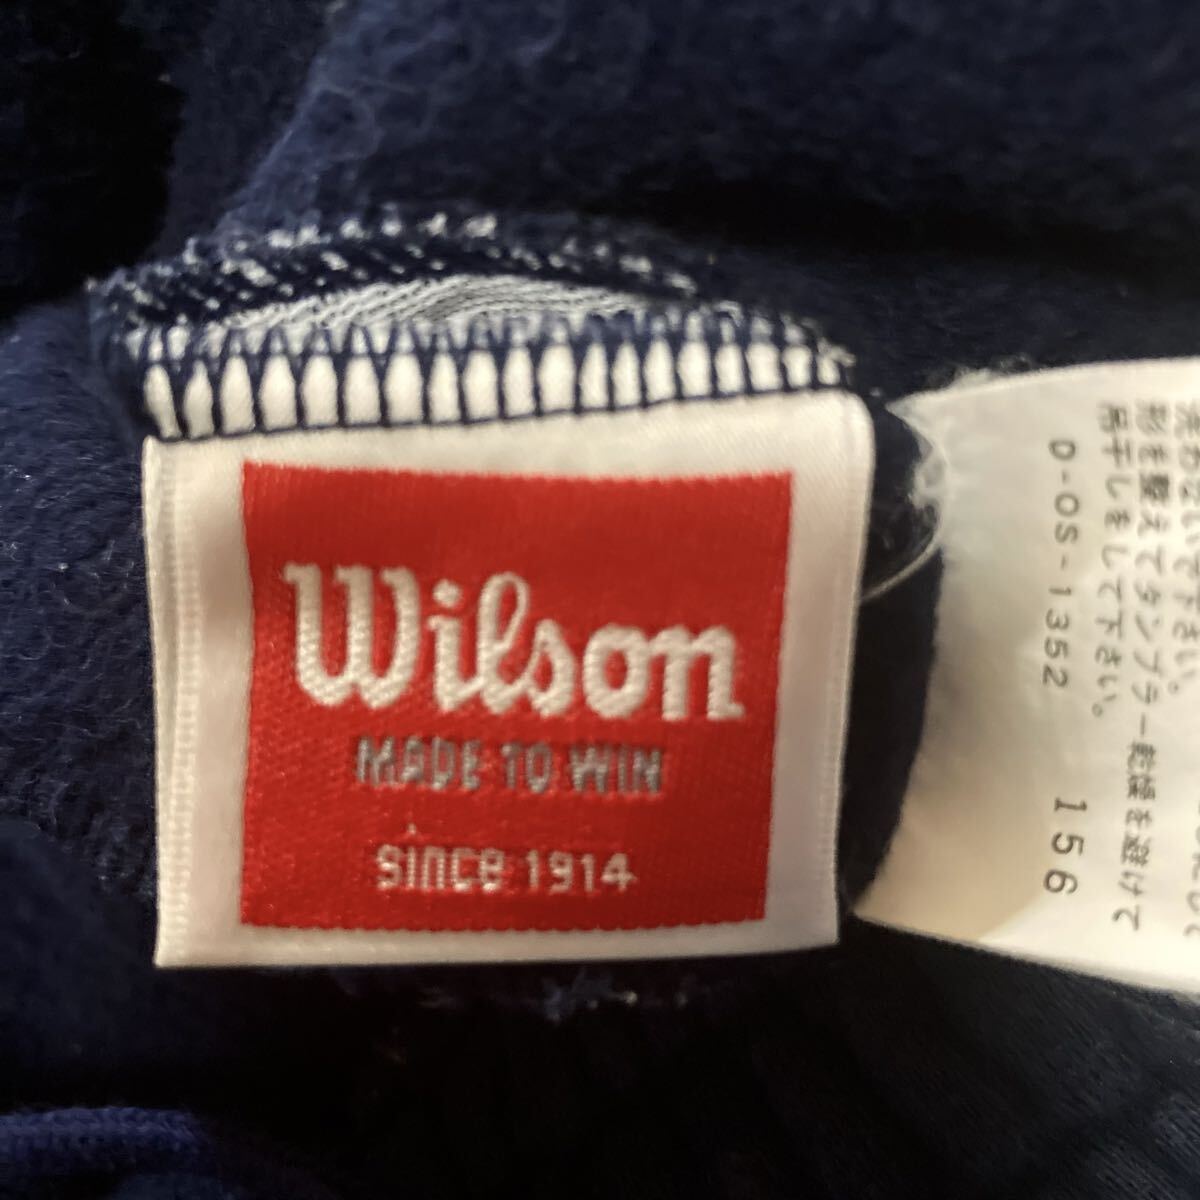 Wilson
MADE TO WIN
SINCE 1914
形を整えてタンブラー乾燥を避けて
吊干しをして下さい。
D-OS-1352
156